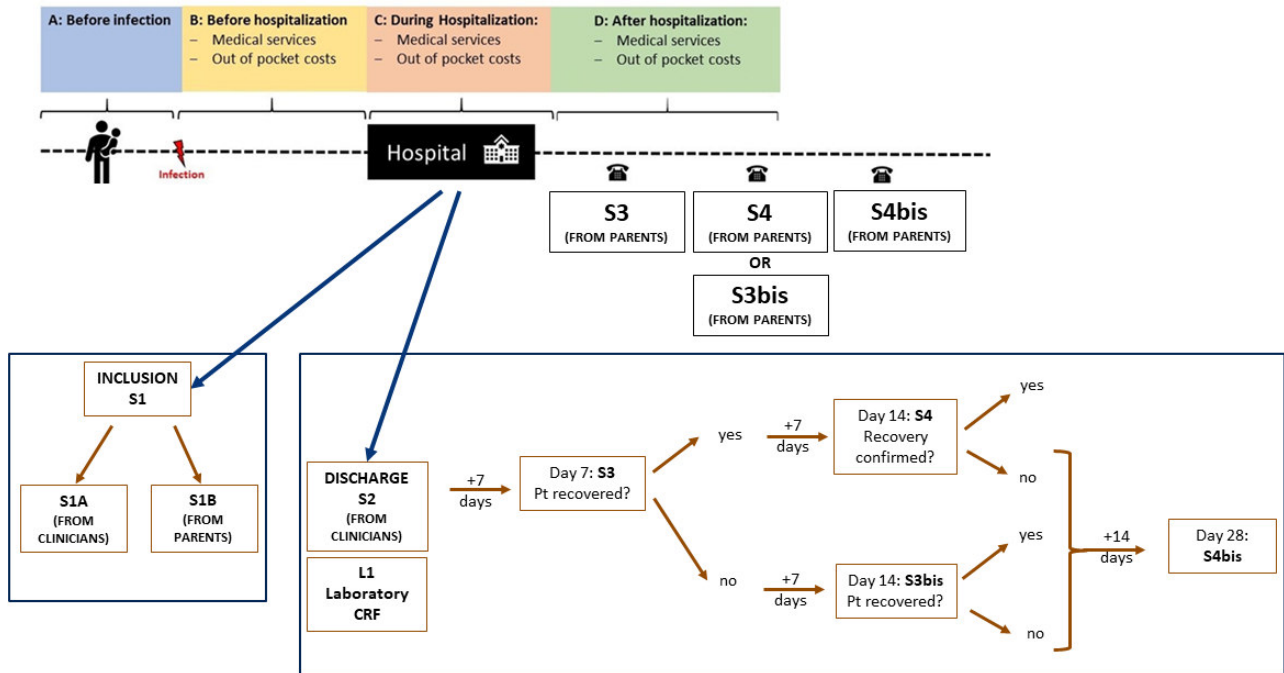 A: Before infection
B: Before hospitalization
– Medical services
– Out of pocket costs
C: During Hospitalization:
– Medical services
– Out of pocket costs
D: After hospitalization:
– Medical services
– Out of pocket costs
Infection
Hospital
S3
(FROM PARENTS)
S4
(FROM PARENTS)
OR
S3bis
(FROM PARENTS)
S4bis
(FROM PARENTS)
INCLUSION
S1
S1A
(FROM
CLINICIANS)
S1B
(FROM
PARENTS)
DISCHARGE
S2
(FROM
CLINICIANS)
L1
Laboratory
CRF
+7
days
Day 7: S3
Pt recovered?
yes
+7
days
Day 14: S4
Recovery
confirmed?
yes
no
no
+7
days
Day 14: S3bis
Pt recovered?
yes
no
+14
days
Day 28:
S4bis